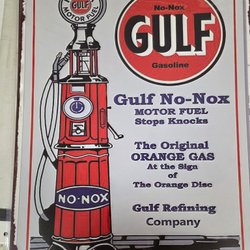 GULF
MOTOR FUEL
No-Nox
GULF
Gasoline
Gulf No-Nox
MOTOR FUEL
Stops Knocks
The Original
ORANGE GAS
At the Sign
of
The Orange Disc
NO-NOX
Gulf Refining
Company